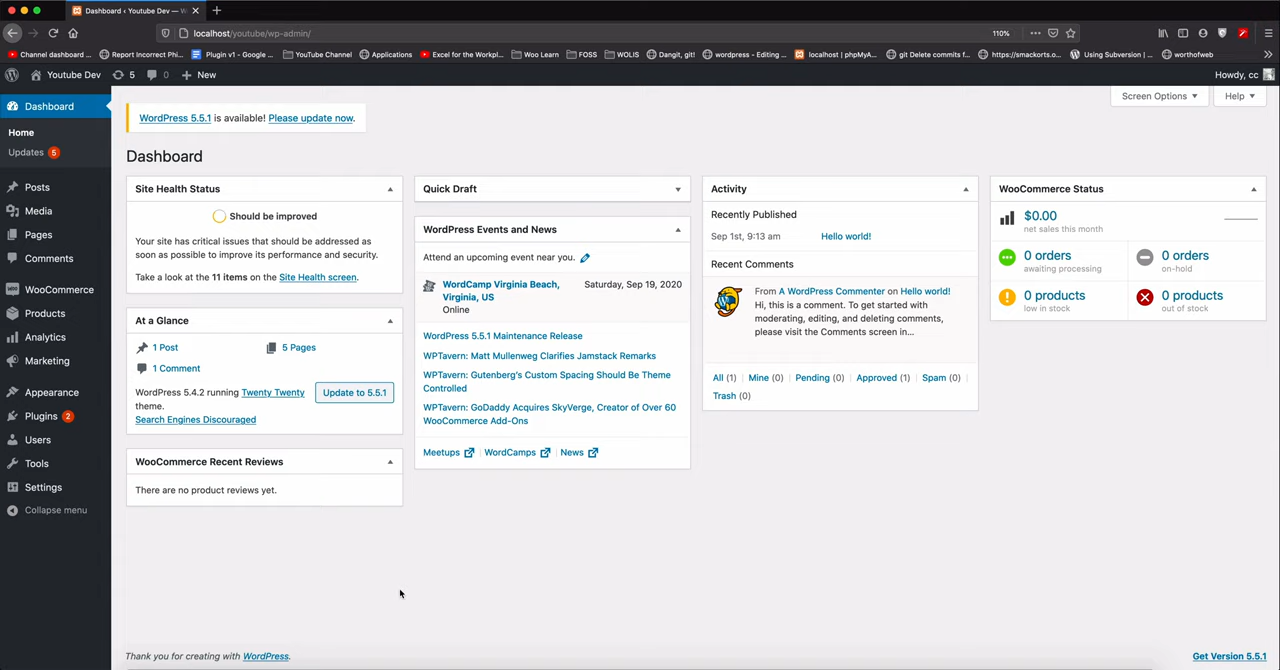 Dashboard ‹ Youtube Dev — W
localhost/youtube/wp-admin/
110%
Channel dashboard ...
Report Incorrect Phi...
Plugin v1 - Google ...
YouTube Channel
Applications
Excel for the Workpl...
Woo Learn
FOSS
WOLIS
Dangit, git!
wordpress - Editing ...
localhost | phpMyA...
git Delete commits f...
https://smackorts.co...
Using Subversion | ...
worthofweb
Youtube Dev
5
0
New
Howdy, cc
Dashboard
Home
Updates 5
Posts
Media
Pages
Comments
WooCommerce
Products
Analytics
Marketing
Appearance
Plugins 2
Users
Tools
Settings
Collapse menu
Screen Options
Help
WordPress 5.5.1 is available! Please update now.
Dashboard
Site Health Status
Should be improved
Your site has critical issues that should be addressed as
soon as possible to improve its performance and security.
Take a look at the 11 items on the Site Health screen.
At a Glance
1 Post
5 Pages
1 Comment
WordPress 5.4.2 running Twenty Twenty
theme.
Update to 5.5.1
Search Engines Discouraged
WooCommerce Recent Reviews
There are no product reviews yet.
Quick Draft
WordPress Events and News
Attend an upcoming event near you.
WordCamp Virginia Beach,
Virginia, US
Online
Saturday, Sep 19, 2020
WordPress 5.5.1 Maintenance Release
WPTavern: Matt Mullenweg Clarifies Jamstack Remarks
WPTavern: Gutenberg's Custom Spacing Should Be Theme
Controlled
WPTavern: GoDaddy Acquires SkyVerge, Creator of Over 60
WooCommerce Add-Ons
Meetups
WordCamps
News
Activity
Recently Published
Sep 1st, 9:13 am
Hello world!
Recent Comments
From A WordPress Commenter on Hello world!
Hi, this is a comment. To get started with
moderating, editing, and deleting comments,
please visit the Comments screen in...
All (1) | Mine (0) | Pending (0) | Approved (1) | Spam (0) |
Trash (0)
WooCommerce Status
$0.00
net sales this month
0 orders
awaiting processing
0 orders
on-hold
0 products
low in stock
0 products
out of stock
Thank you for creating with WordPress.
Get Version 5.5.1